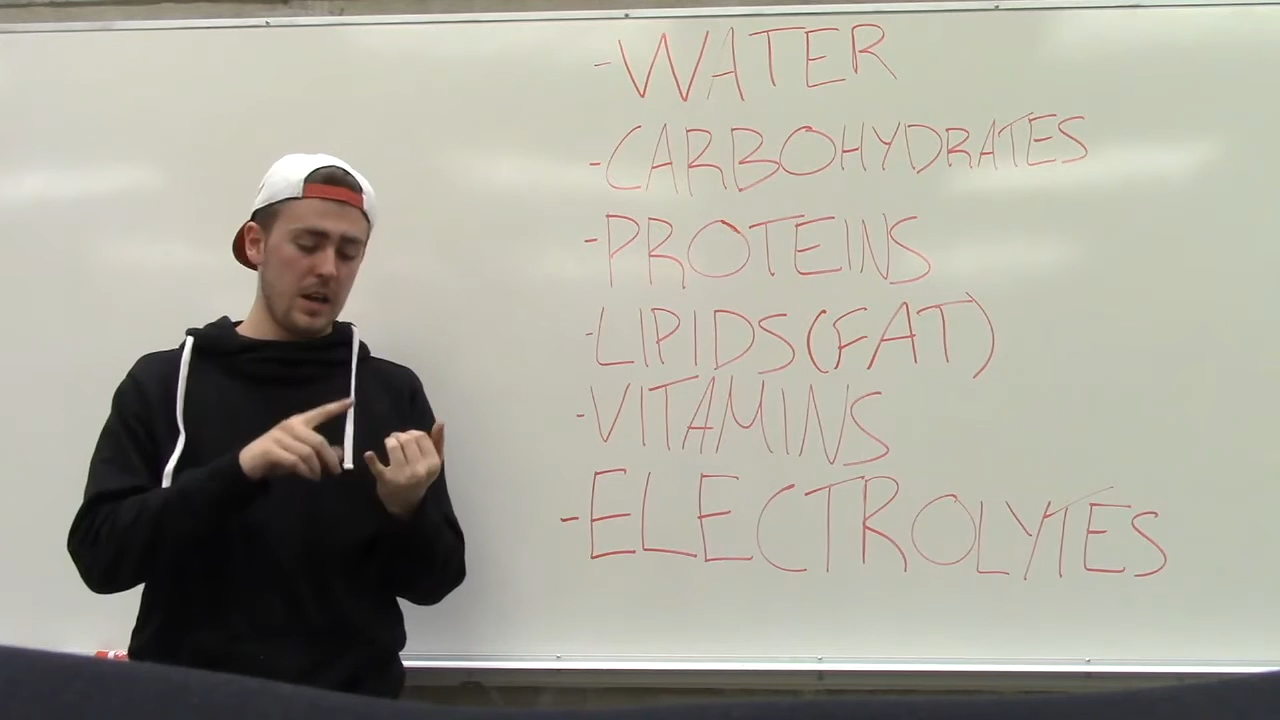 -WATER
-CARBOHYDRATES
-PROTEINS
-LIPIDS(FAT)
-VITAMINS
-ELECTROLYTES